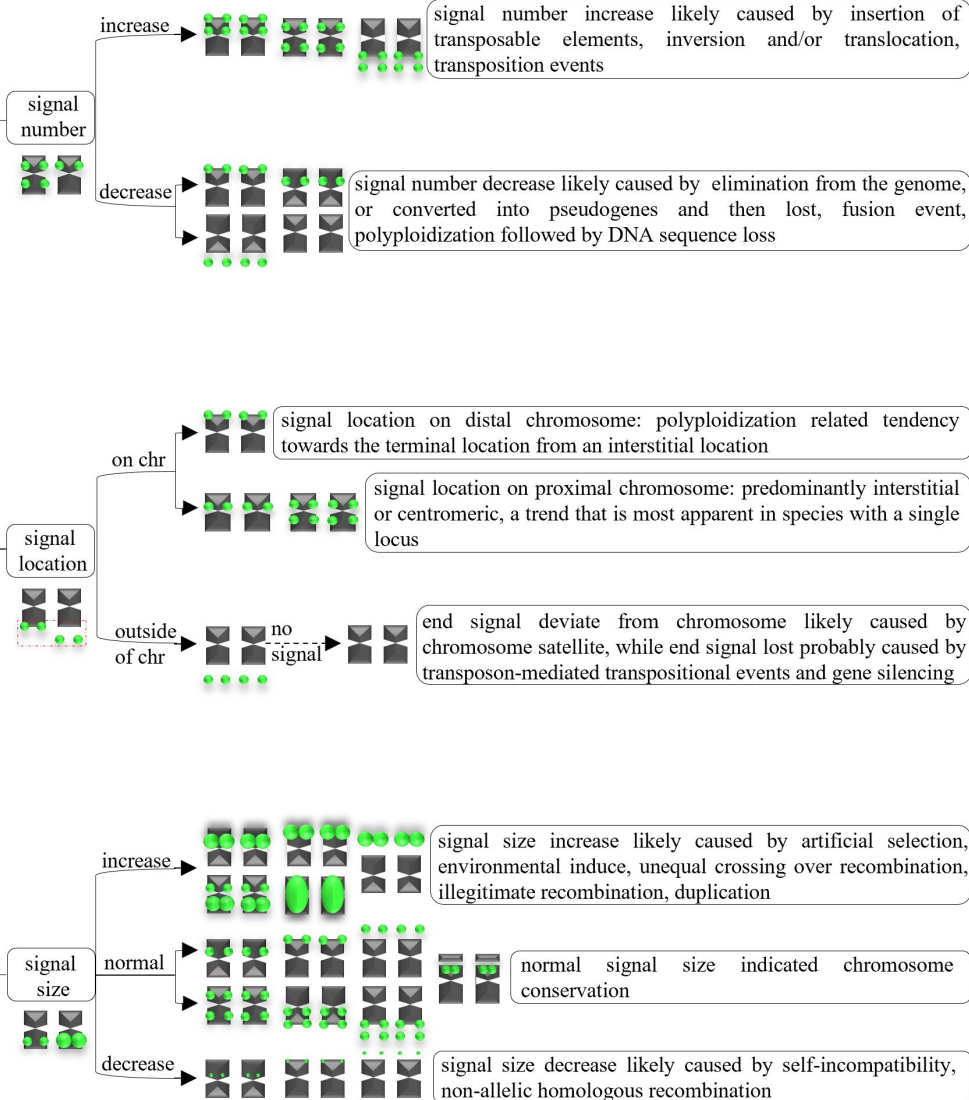 increase
signal number increase likely caused by insertion of
transposable elements, inversion and/or translocation,
transposition events
signal
number
decrease
signal number decrease likely caused by elimination from the genome,
or converted into pseudogenes and then lost, fusion event,
polyploidization followed by DNA sequence loss
signal location on distal chromosome: polyploidization related tendency
towards the terminal location from an interstitial location
on chr
signal location on proximal chromosome: predominantly interstitial
or centromeric, a trend that is most apparent in species with a single
locus
signal
location
outside
of chr
no
signal
end signal deviate from chromosome likely caused by
chromosome satellite, while end signal lost probably caused by
transposon-mediated transpositional events and gene silencing
increase
signal size increase likely caused by artificial selection,
environmental induce, unequal crossing over recombination,
illegitimate recombination, duplication
signal
size
normal
normal signal size indicated chromosome
conservation
decrease
signal size decrease likely caused by self-incompatibility,
non-allelic homologous recombination